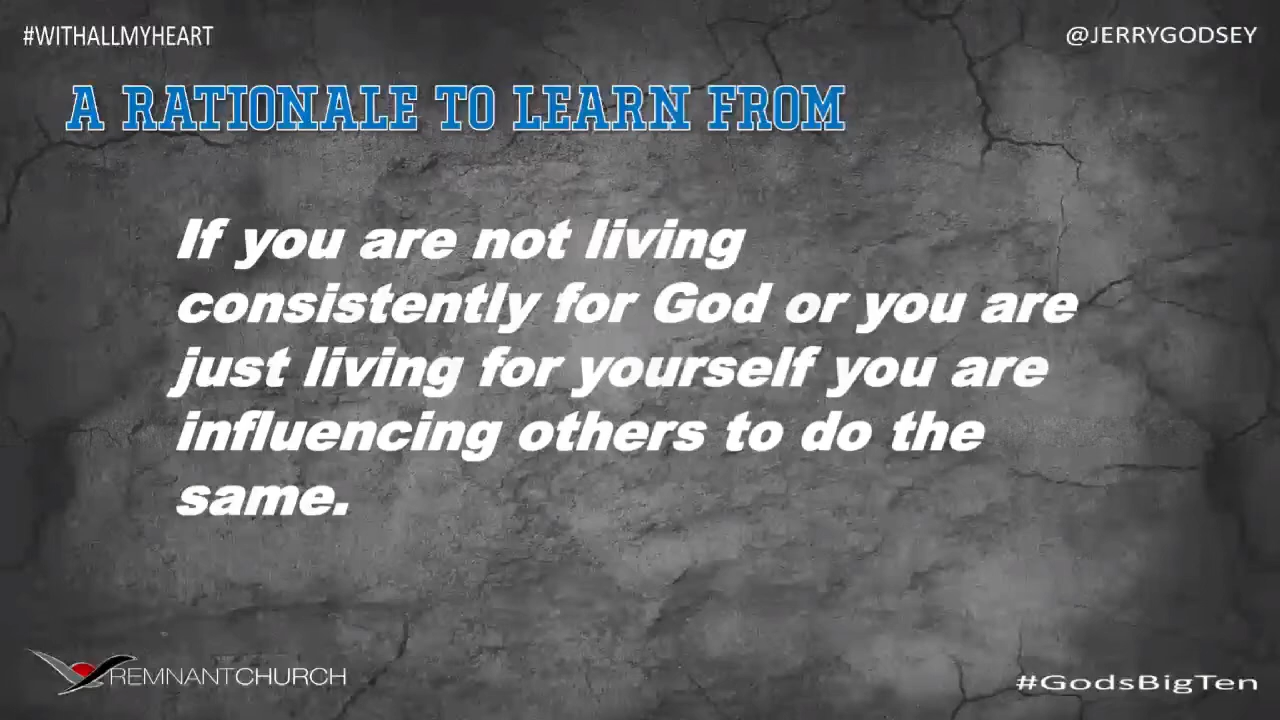 #WITHALLMYHEART
@JERRYGODSEY
A RATIONALE TO LEARN FROM
If you are not living
consistently for God or you are
just living for yourself you are
influencing others to do the
same.
REMNANTCHURCH
#GodsBigTen